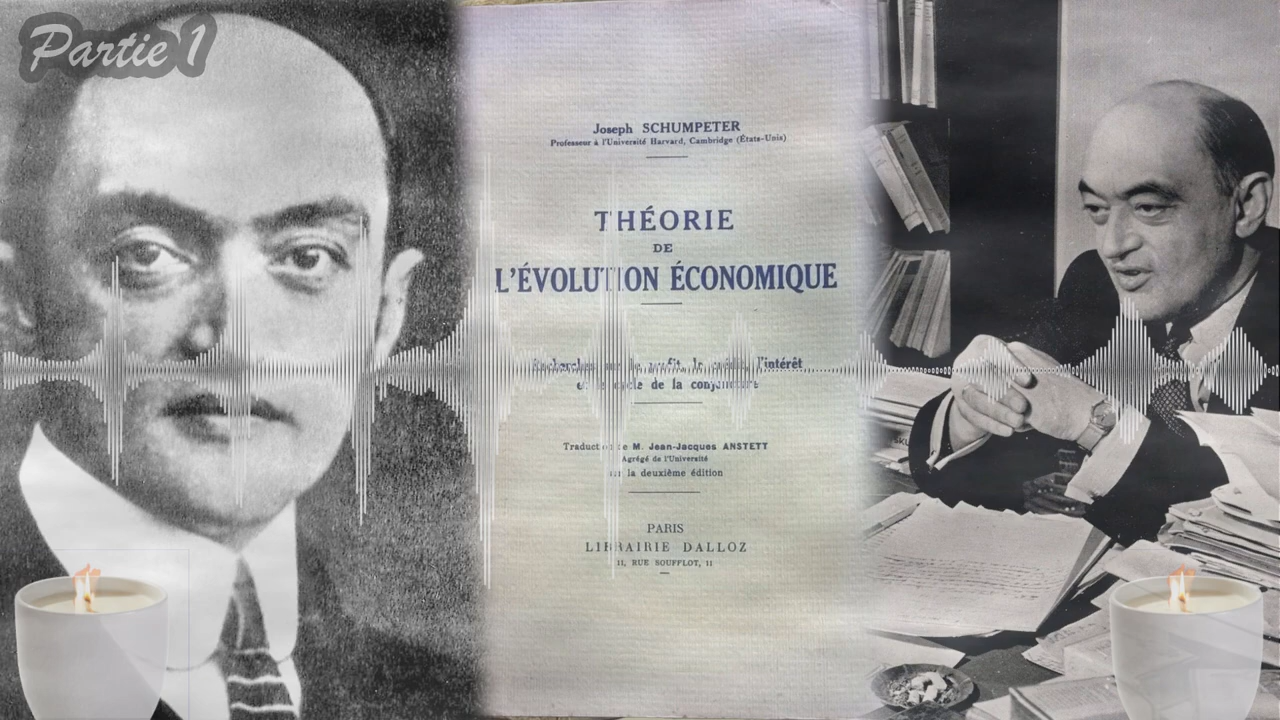 Partie 1
Joseph SCHUMPETER
Professeur à l'Université Harvard, Cambridge (États-Unis)
THÉORIE
DE
L'ÉVOLUTION ÉCONOMIQUE
Recherches sur le profit, le crédit, l'intérêt
et le cycle de la conjoncture
Traduction de M. Jean-Jacques ANSTETT
Agrégé de l'Université
sur la deuxième édition
PARIS
LIBRAIRIE DALLOZ
11, RUE SOUFFLOT, 11